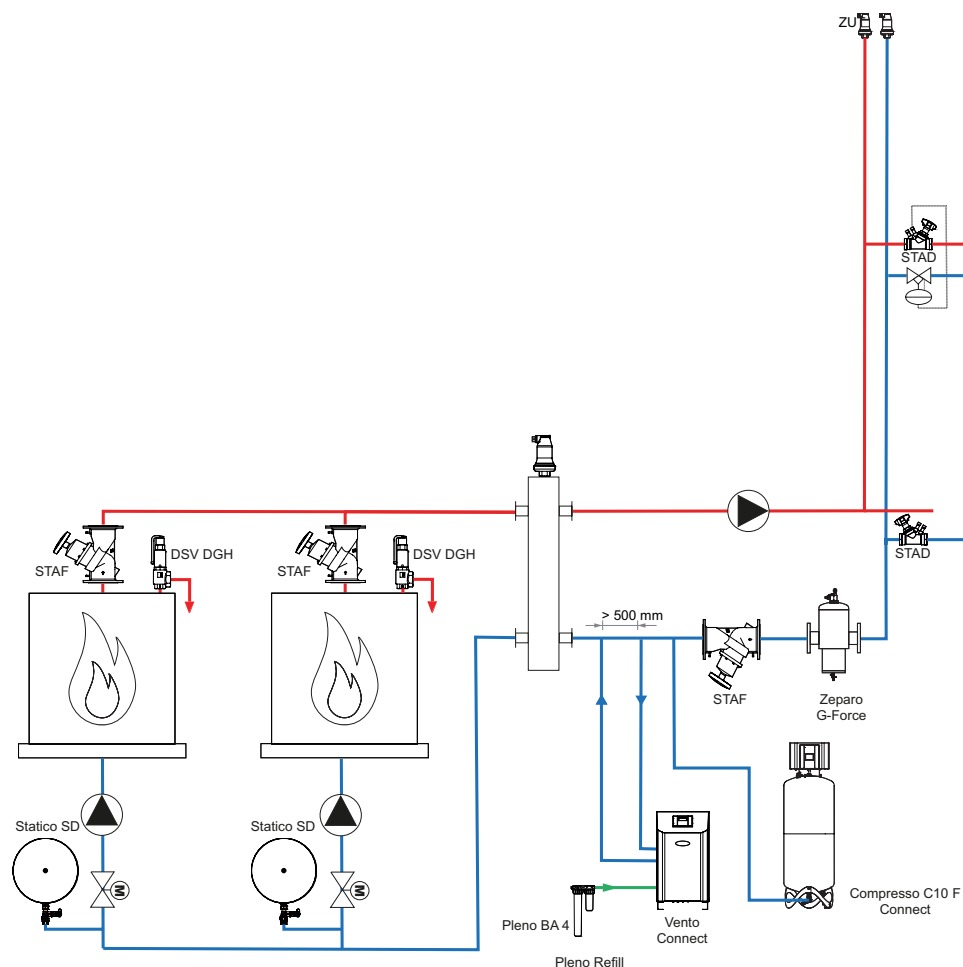 ZU
STAD
STAD
DSV DGH
DSV DGH
STAF
STAF
> 500 mm
STAF
Zeparo
G-Force
Statico SD
Statico SD
M
M
Pleno BA 4
Vento
Connect
Compresso C10 F
Connect
Pleno Refill